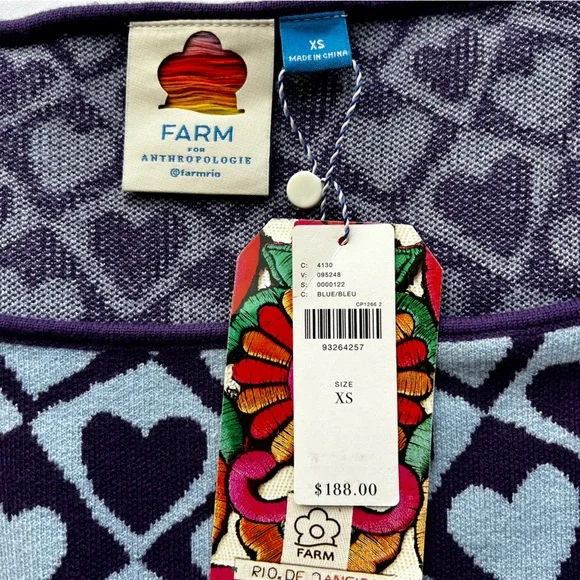 FARM
FOR
ANTHROPOLOGIE
@farmrio
XS
MADE IN CHINA
C: 4130
V: 095248
S: 0000122
C: BLUE/BLEU
CP1266 2
93264257
SIZE
XS
$188.00
FARM
RIO, DE JANEIR